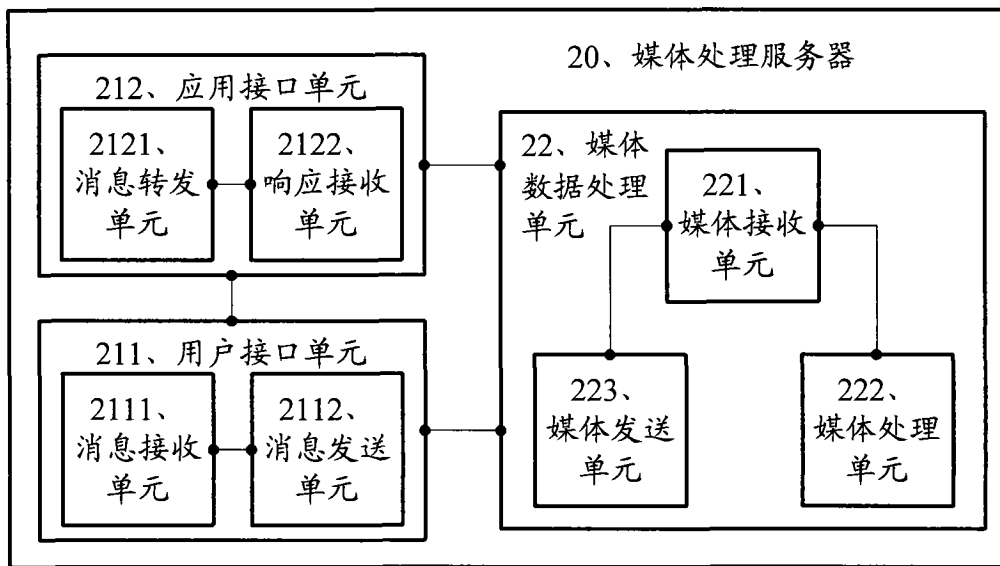 20、媒体处理服务器
212、应用接口单元
2121、
消息转发
单元
2122、
响应接收
单元
211、用户接口单元
2111、
消息接收
单元
2112、
消息发送
单元
22、媒体
数据处理
单元
221、
媒体接收
单元
223、
媒体发送
单元
222、
媒体处理
单元